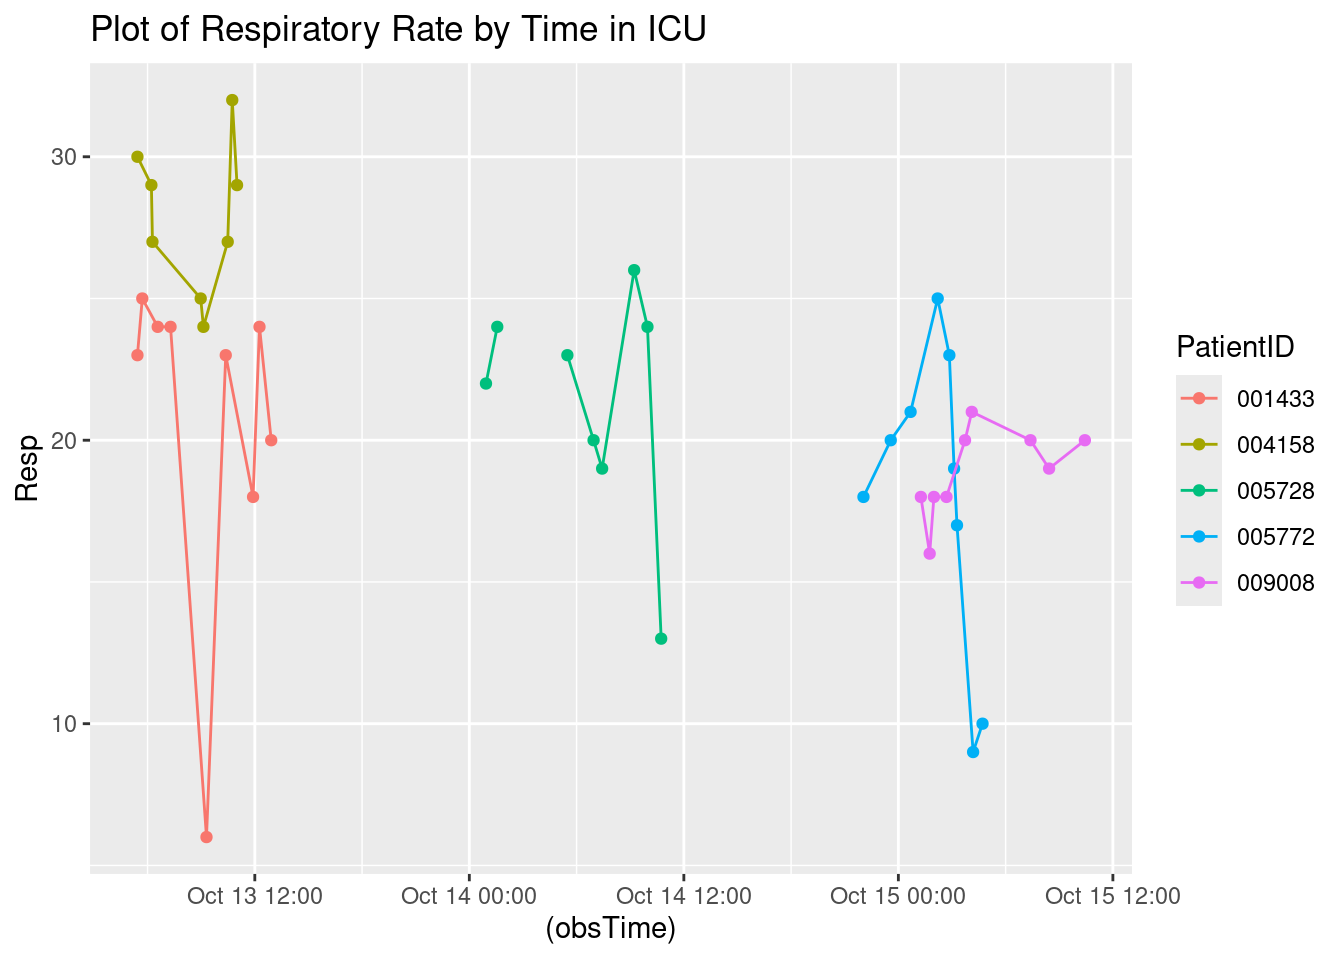 Plot of Respiratory Rate by Time in ICU
30
20
10
Resp
Oct 13 12:00
Oct 14 00:00
Oct 14 12:00
Oct 15 00:00
Oct 15 12:00
(obsTime)
PatientID
001433
004158
005728
005772
009008